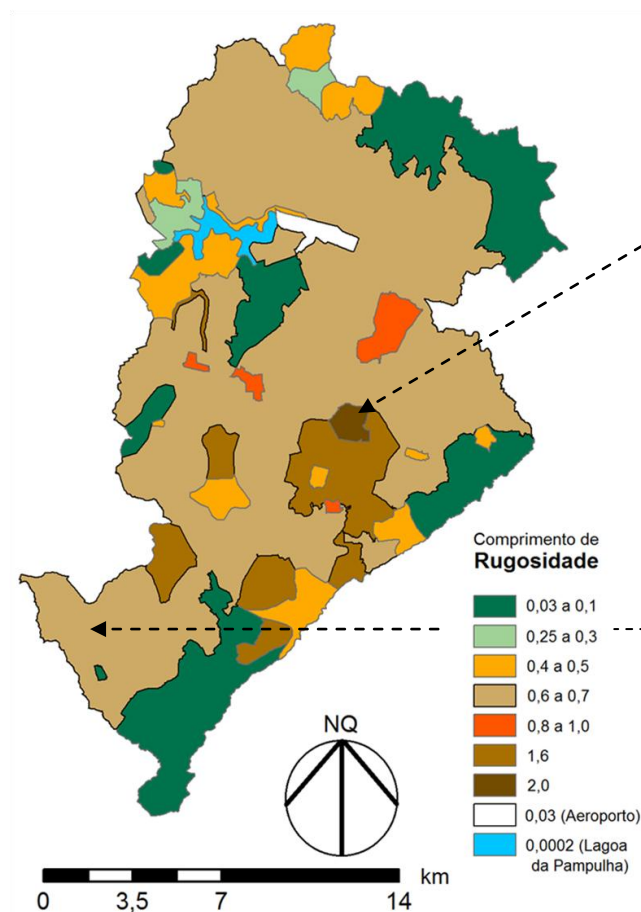 Comprimento de
Rugosidade
0,03 a 0,1
0,25 a 0,3
0,4 a 0,5
0,6 a 0,7
0,8 a 1,0
1,6
2,0
0,03 (Aeroporto)
0,0002 (Lagoa
da Pampulha)
NQ
km
0 3,5 7 14